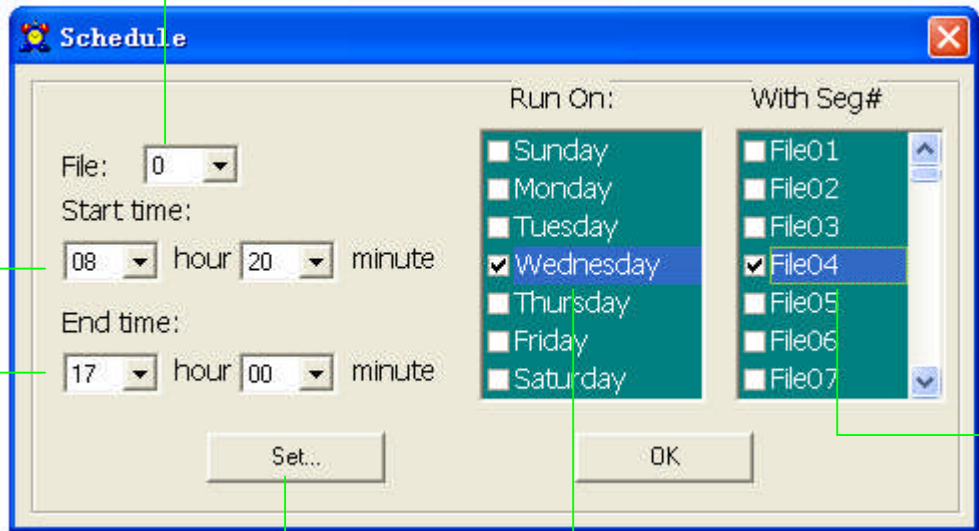 Schedule
File: 0
Start time:
08 hour 20 minute
End time:
17 hour 00 minute
Run On:
Sunday
Monday
Tuesday
Wednesday
Thursday
Friday
Saturday
With Seg#
File01
File02
File03
File04
File05
File06
File07
Set...
OK